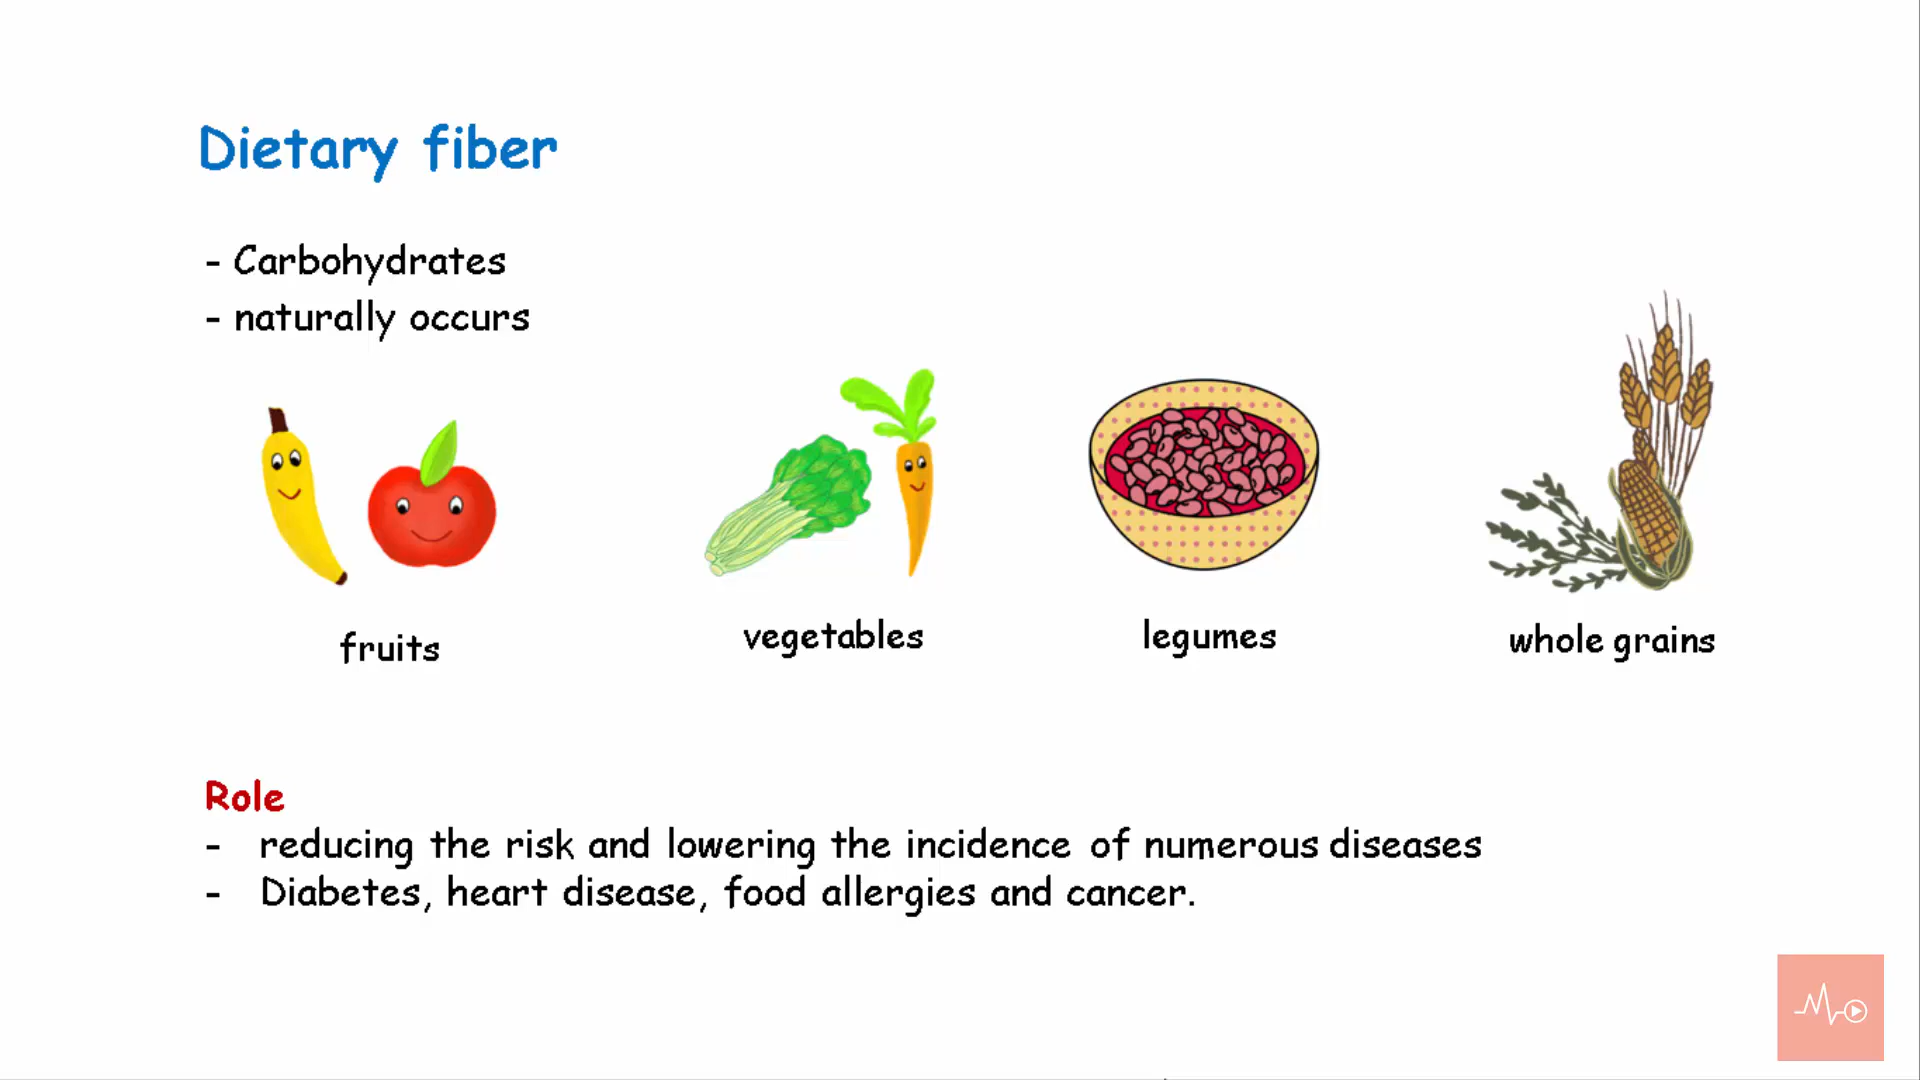 Dietary fiber
- Carbohydrates
- naturally occurs
fruits
vegetables
legumes
whole grains
Role
- reducing the risk and lowering the incidence of numerous diseases
- Diabetes, heart disease, food allergies and cancer.